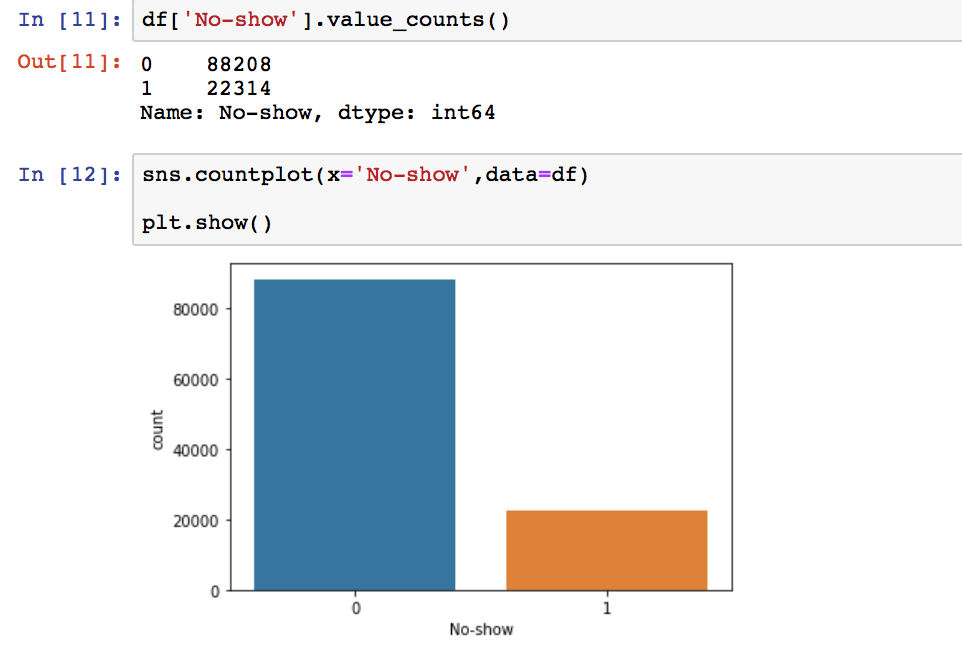 In [11]: df['No-show'].value_counts()
Out[11]: 0 88208
1 22314
Name: No-show, dtype: int64
In [12]: sns.countplot(x='No-show',data=df)
plt.show()
80000
60000
40000
20000
0
count
0 1
No-show